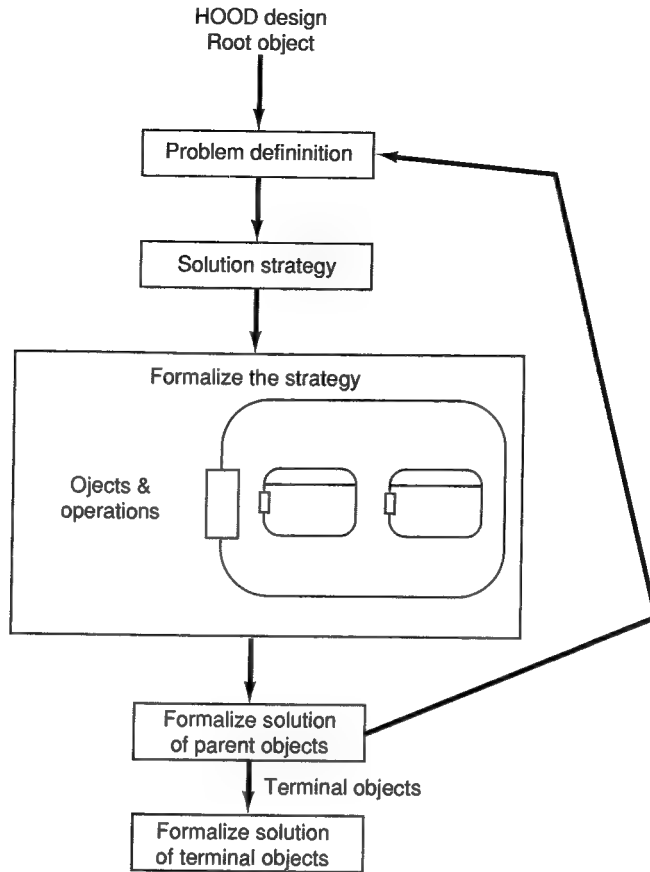 HOOD design
Root object
Problem defininition
Solution strategy
Formalize the strategy
Ojects &
operations
Formalize solution
of parent objects
Terminal objects
Formalize solution
of terminal objects